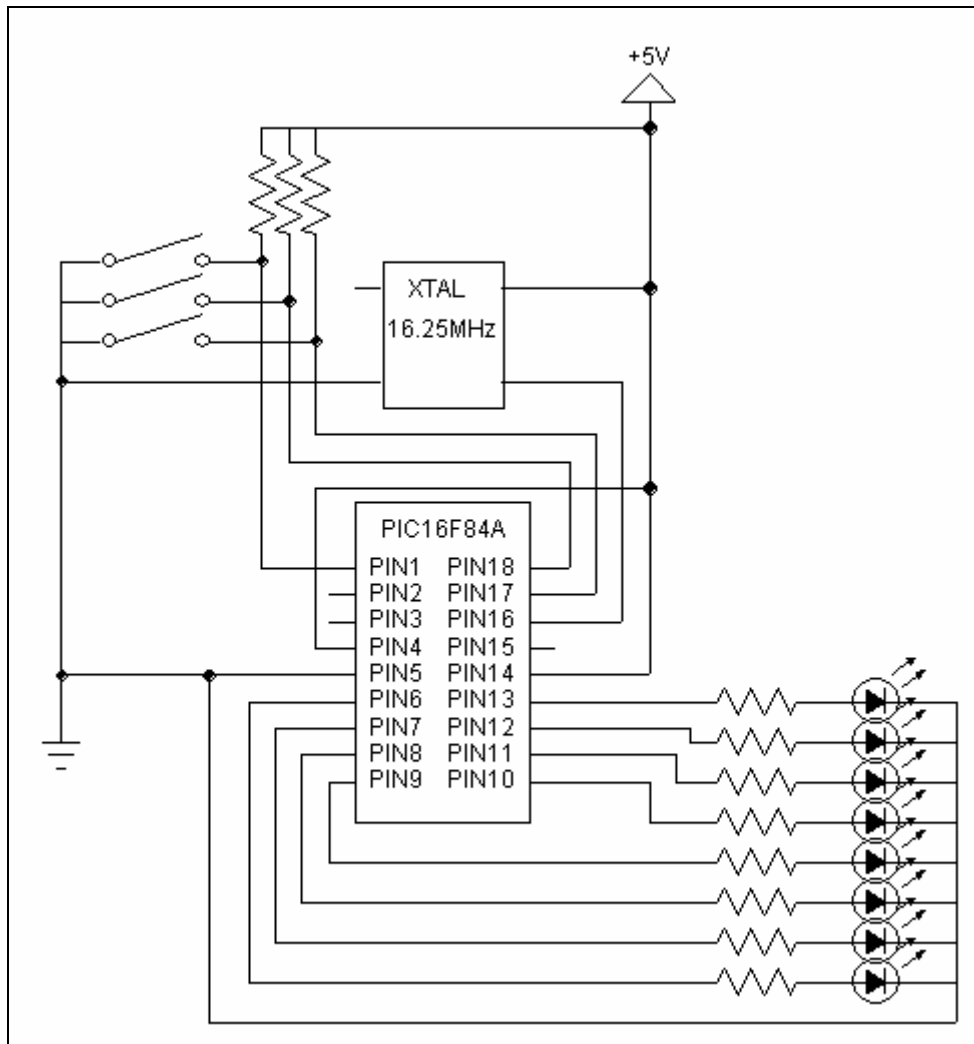 +5V
XTAL
16.25MHz
PIC16F84A
PIN1 PIN18
PIN2 PIN17
PIN3 PIN16
PIN4 PIN15
PIN5 PIN14
PIN6 PIN13
PIN7 PIN12
PIN8 PIN11
PIN9 PIN10